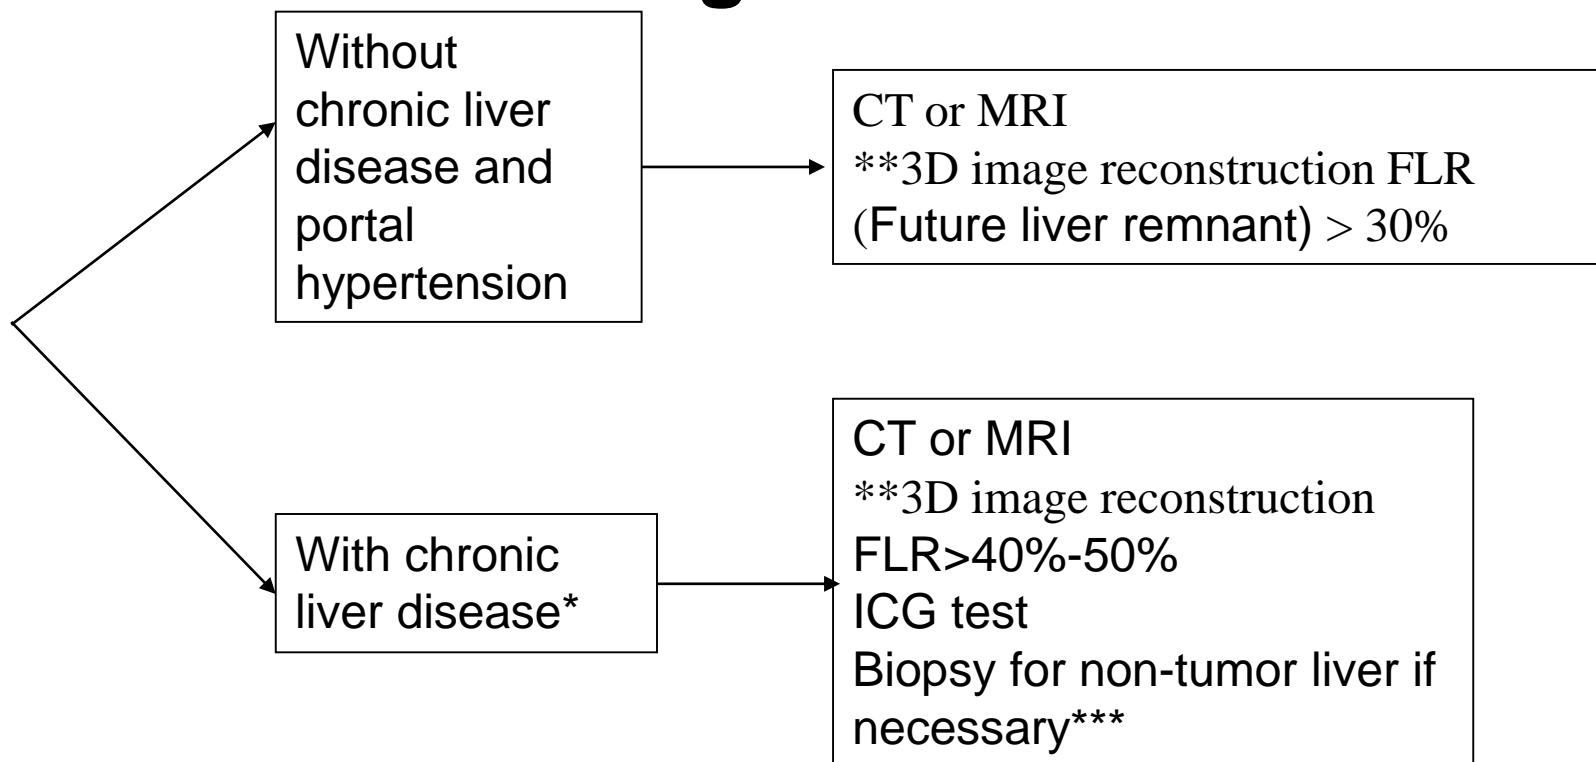 Without
chronic liver
disease and
portal
hypertension
CT or MRI
**3D image reconstruction FLR
(Future liver remnant) > 30%
With chronic
liver disease*
CT or MRI
**3D image reconstruction
FLR>40%-50%
ICG test
Biopsy for non-tumor liver if
necessary***